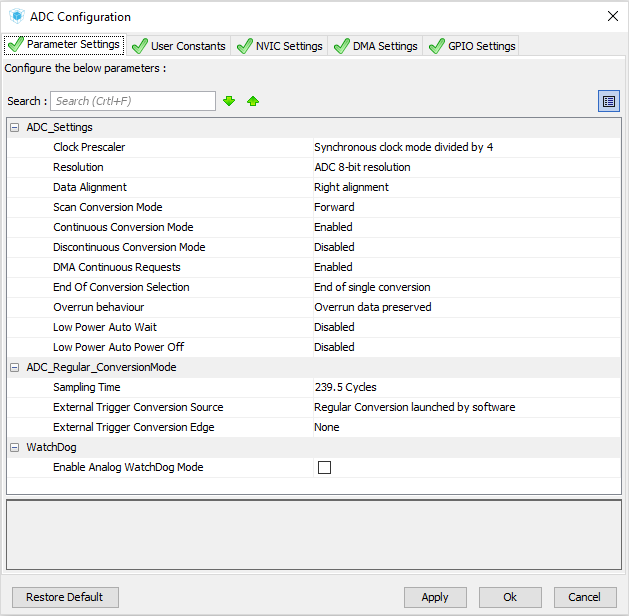 ADC Configuration
Parameter Settings User Constants NVIC Settings DMA Settings GPIO Settings
Configure the below parameters :
Search : Search (Crtl+F)
ADC_Settings
Clock Prescaler Synchronous clock mode divided by 4
Resolution ADC 8-bit resolution
Data Alignment Right alignment
Scan Conversion Mode Forward
Continuous Conversion Mode Enabled
Discontinuous Conversion Mode Disabled
DMA Continuous Requests Enabled
End Of Conversion Selection End of single conversion
Overrun behaviour Overrun data preserved
Low Power Auto Wait Disabled
Low Power Auto Power Off Disabled
ADC_Regular_ConversionMode
Sampling Time 239.5 Cycles
External Trigger Conversion Source Regular Conversion launched by software
External Trigger Conversion Edge None
WatchDog
Enable Analog WatchDog Mode
Restore Default Apply Ok Cancel